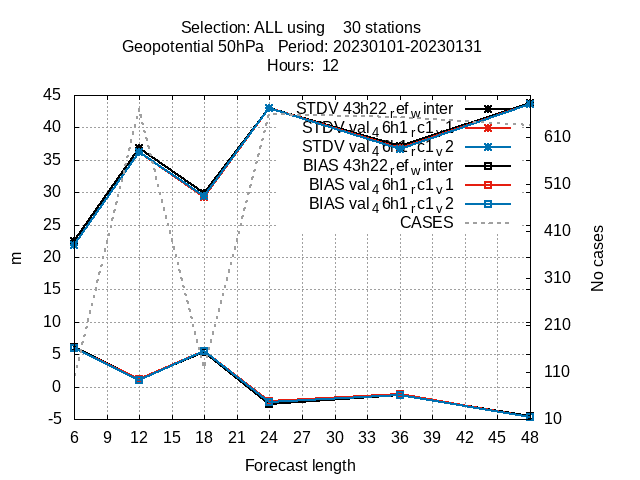 Selection: ALL using 30 stations
Geopotential 50hPa Period: 20230101-20230131
Hours: 12
STDV 43h22_ref_winter
STDV val_46h1_rc1_v1
STDV val_46h1_rc1_v2
BIAS 43h22_ref_winter
BIAS val_46h1_rc1_v1
BIAS val_46h1_rc1_v2
CASES
45
40
35
30
25
20
15
10
5
0
-5
m
610
510
410
310
210
110
10
No cases
6 9 12 15 18 21 24 27 30 33 36 39 42 45 48
Forecast length